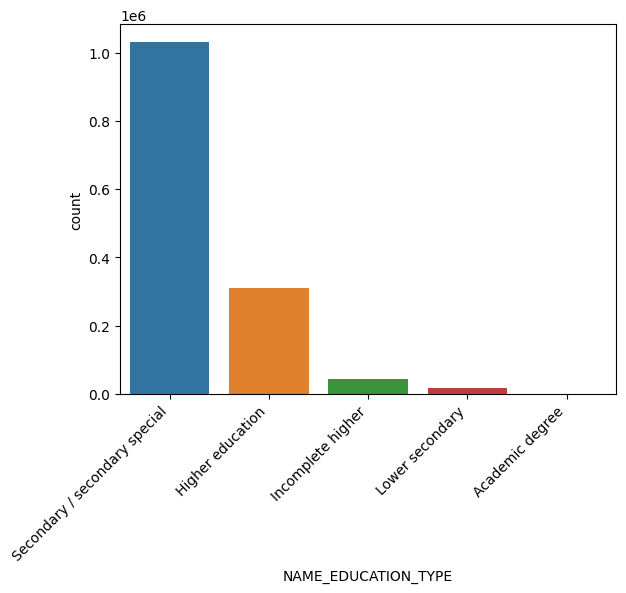 1e6
1.0
0.8
0.6
0.4
0.2
0.0
count
Secondary / secondary special
Higher education
Incomplete higher
Lower secondary
Academic degree
NAME_EDUCATION_TYPE